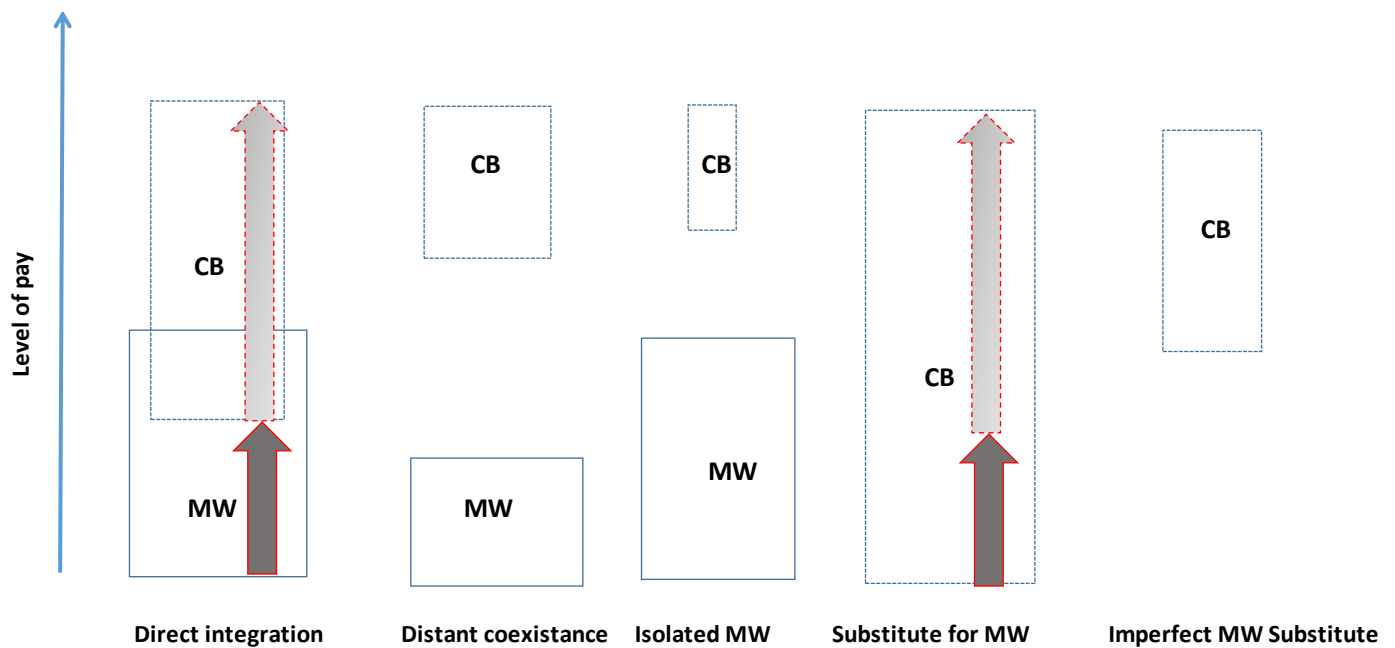 Level of pay
CB
CB
CB
CB
CB
MW
MW
MW
Direct integration
Distant coexistance
Isolated MW
Substitute for MW
Imperfect MW Substitute